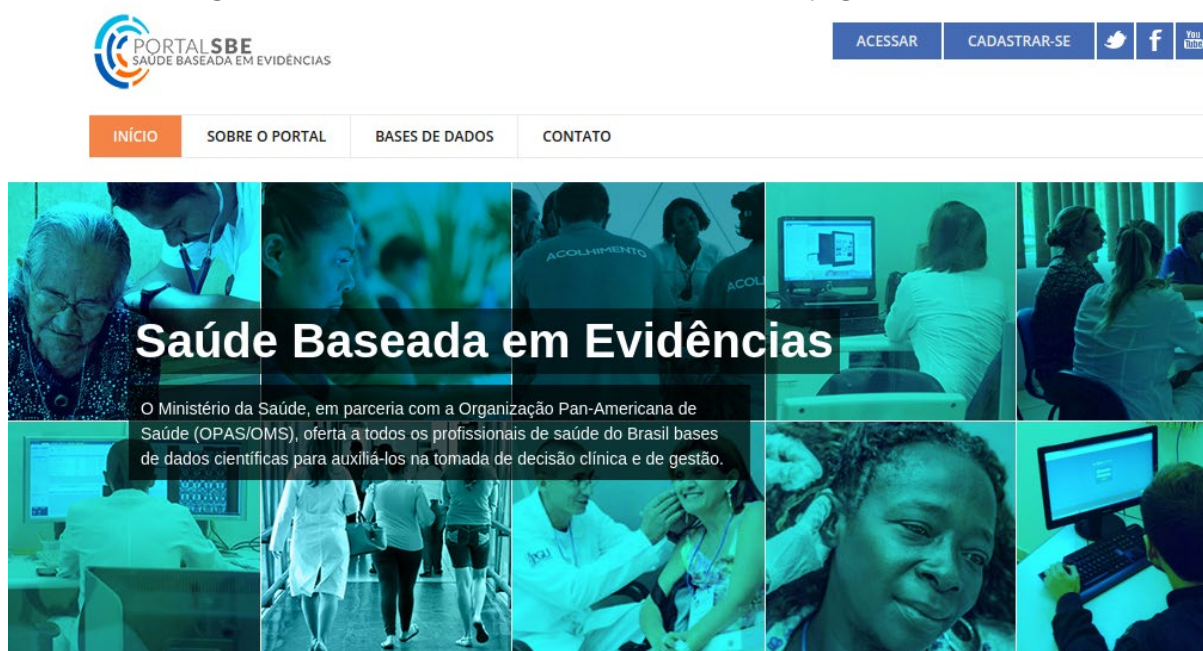 PORTALSBE
SAÚDE BASEADA EM EVIDÊNCIAS
ACESSAR
CADASTRAR-SE
You
Tube
INÍCIO
SOBRE O PORTAL
BASES DE DADOS
CONTATO
ACOLHIMENTO
ACOL
Saúde Baseada em Evidências
O Ministério da Saúde, em parceria com a Organização Pan-Americana de
Saúde (OPAS/OMS), oferta a todos os profissionais de saúde do Brasil bases
de dados científicas para auxiliá-los na tomada de decisão clínica e de gestão.